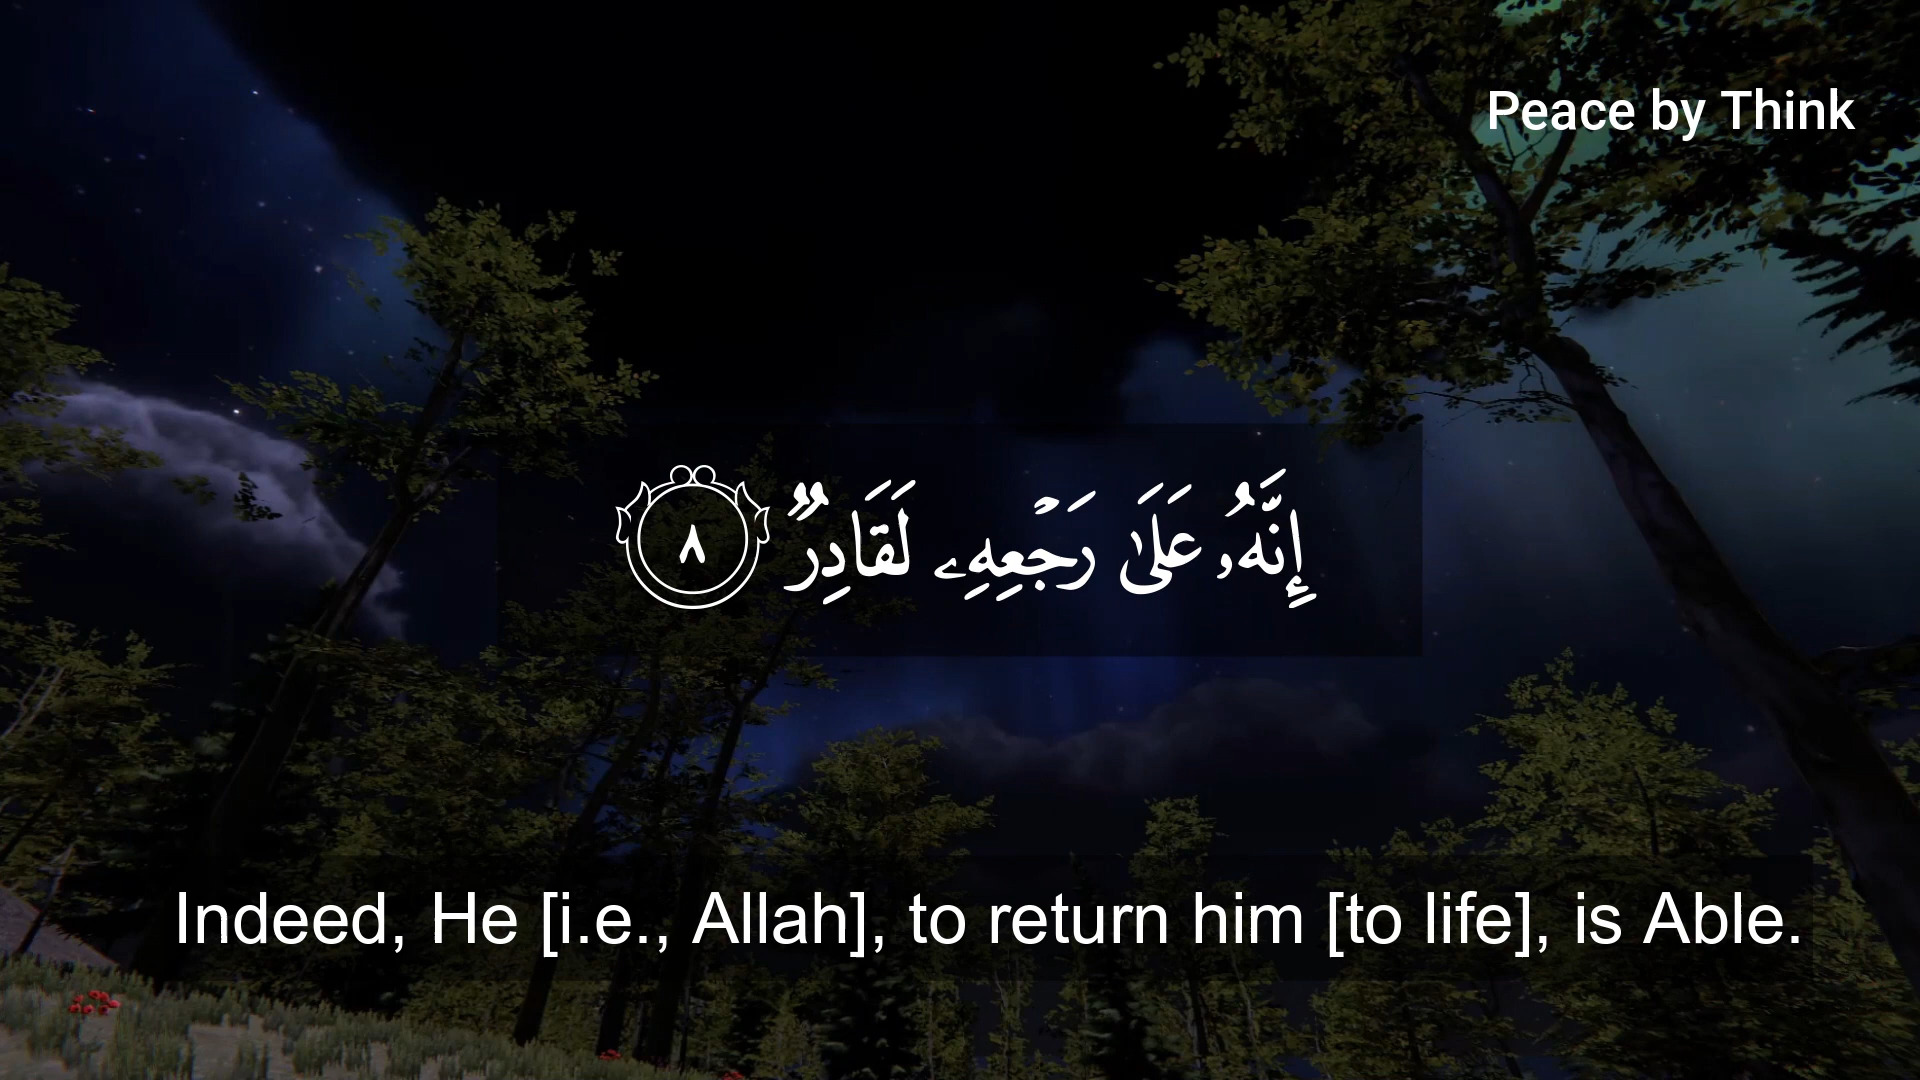 Peace by Think
إِنَّهُۥ عَلَىٰ رَجْعِهِۦ لَقَادِرٌ ٨
Indeed, He [i.e., Allah], to return him [to life], is Able.